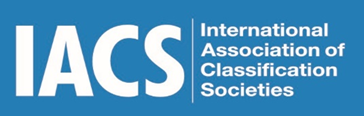 IACS
International
Association of
Classification
Societies